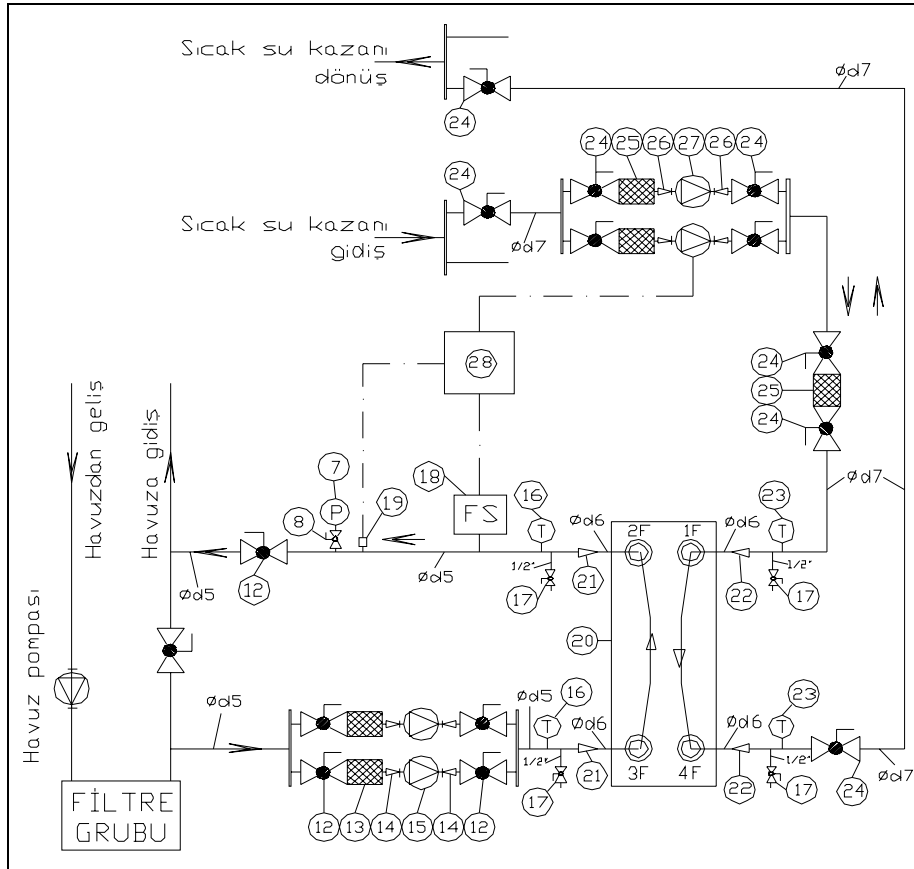 Sıcak su kazanı
dönüş
24
Ød7
24 25 26 27 26 24
24
Sıcak su kazanı
gidiş
Ød7
28
24
25
24
Havuzdan geliş
Havuza gidiş
7
P
8
19
18
FS
16
Ød6
2F
1F
Ød6
23
T
T
Ød7
Ød5
12
Ød5
1/2"
17
21
22
1/2"
17
20
Havuz pompası
Ød5
Ød5
16
T
Ød6
Ød6
23
T
1/2"
17
21
3F
4F
22
1/2"
17
24
Ød7
12 13 14 15 14 12
FİLTRE
GRUBU